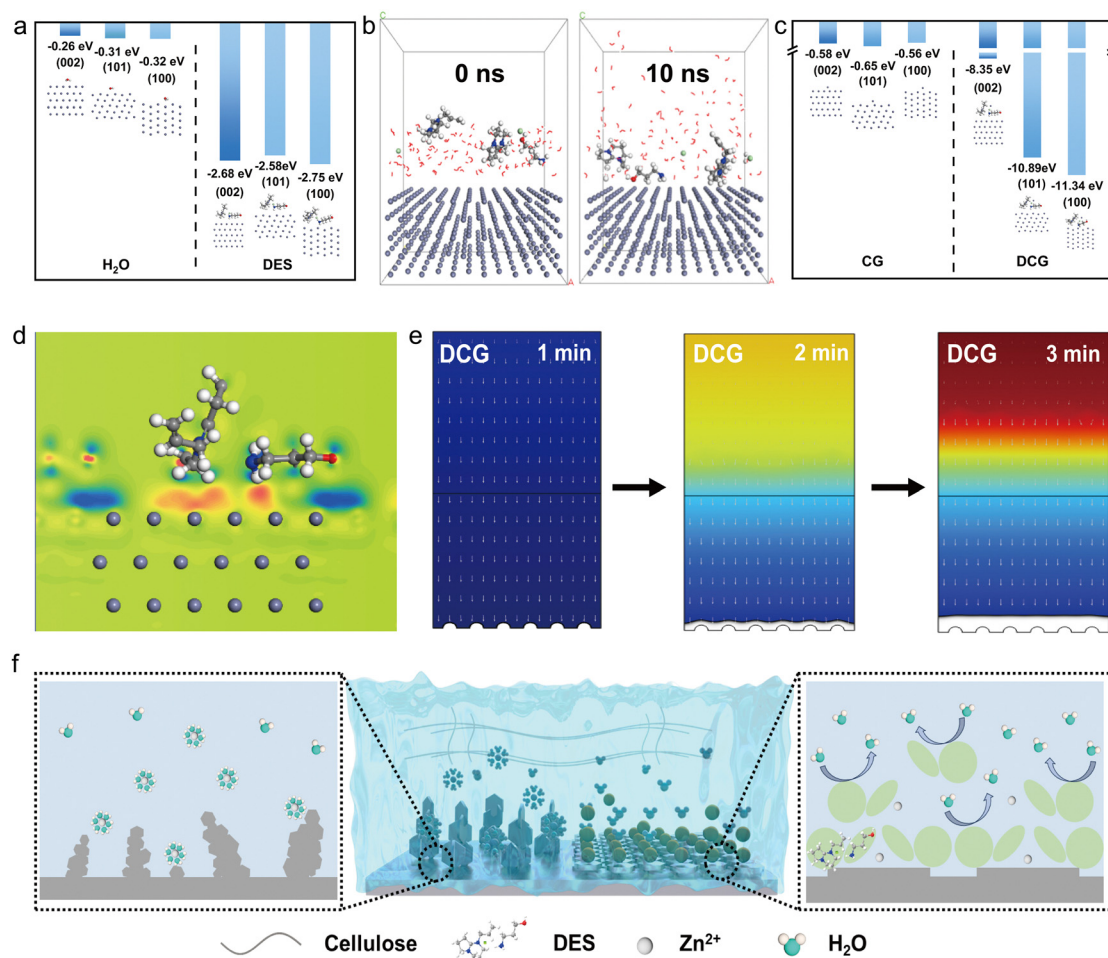 a
-0.26 eV
(002)
-0.31 eV
(101)
-0.32 eV
(100)
-2.68 eV
(002)
-2.58eV
(101)
-2.75 eV
(100)
H₂O
DES
b
C
0 ns
A
C
10 ns
A
c
-0.58 eV
(002)
-0.65 eV
(101)
-0.56 eV
(100)
-8.35 eV
(002)
-10.89 eV
(101)
-11.34 eV
(100)
CG
DCG
d
e
DCG 1 min
DCG 2 min
DCG 3 min
f
Cellulose
DES
Zn²⁺
H₂O